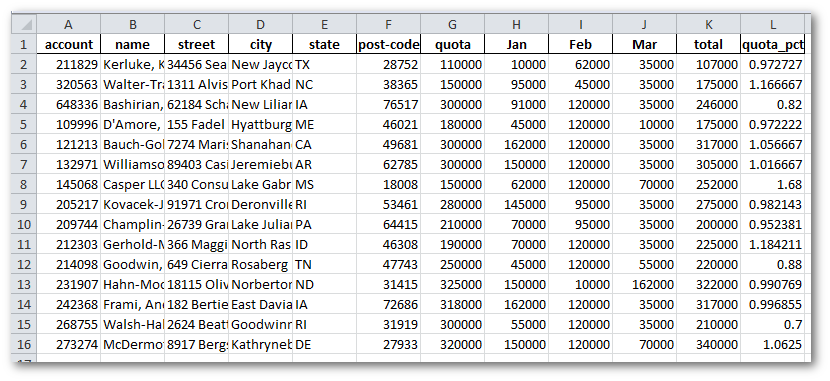 A B C D E F G H I J K L
1 account name street city state post-code quota Jan Feb Mar total quota_pct
2 211829 Kerluke, K 34456 Sea New Jayco TX 28752 110000 10000 62000 35000 107000 0.972727
3 320563 Walter-Tra 1311 Alvis Port Khad NC 38365 150000 95000 45000 35000 175000 1.166667
4 648336 Bashirian, 62184 Scha New Lilian IA 76517 300000 91000 120000 35000 246000 0.82
5 109996 D'Amore, 155 Fadel Hyattburg ME 46021 180000 45000 120000 10000 175000 0.972222
6 121213 Bauch-Gol 7274 Mari Shanahan CA 49681 300000 162000 120000 35000 317000 1.056667
7 132971 Williamso 89403 Casi Jeremiebu AR 62785 300000 150000 120000 35000 305000 1.016667
8 145068 Casper LLC 340 Consu Lake Gabr MS 18008 150000 62000 120000 70000 252000 1.68
9 205217 Kovacek-J 91971 Cro Deronville RI 53461 280000 145000 95000 35000 275000 0.982143
10 209744 Champlin- 26739 Gra Lake Julia PA 64415 210000 70000 95000 35000 200000 0.952381
11 212303 Gerhold-M 366 Maggi North Ras ID 46308 190000 70000 120000 35000 225000 1.184211
12 214098 Goodwin, 649 Cierra Rosaberg TN 47743 250000 45000 120000 55000 220000 0.88
13 231907 Hahn-Moo 18115 Oliv Norberton ND 31415 325000 150000 10000 162000 322000 0.990769
14 242368 Frami, And 182 Bertie East Davia IA 72686 318000 162000 120000 35000 317000 0.996855
15 268755 Walsh-Hal 2624 Beat Goodwinn RI 31919 300000 55000 120000 35000 210000 0.7
16 273274 McDermo 8917 Berg Kathryneb DE 27933 320000 150000 120000 70000 340000 1.0625